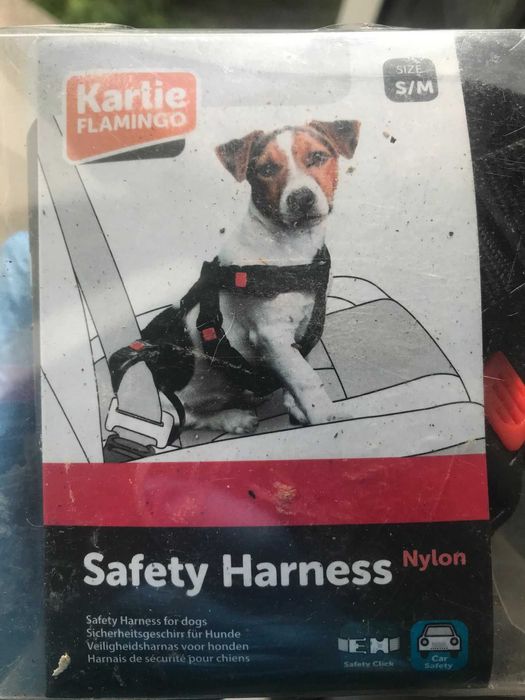 Karlie
FLAMINGO
SIZE
S/M
Safety Harness Nylon
Safety Harness for dogs
Sicherheitsgeschirr für Hunde
Veiligheidsharnas voor honden
Harnais de sécurité pour chiens
Safety Click
Car
Safety